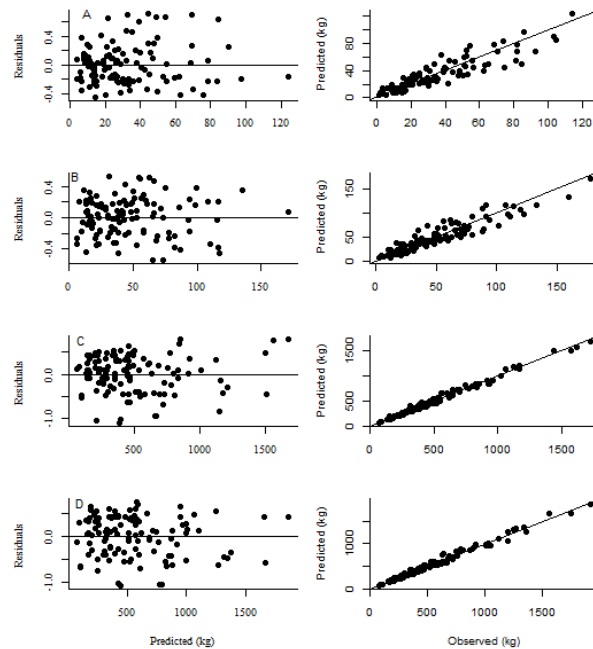 A
Residuals
-0.4 0.0 0.4
0 20 40 60 80 100 120
Predicted (kg)
0 40 80
0 20 40 60 80 100 120
B
Residuals
-0.4 0.0 0.4
0 50 100 150
Predicted (kg)
0 50 150
0 50 100 150
C
Residuals
-1.0 0.0
500 1000 1500
Predicted (kg)
0 500 1500
0 500 1000 1500
D
Residuals
-1.0 0.0
500 1000 1500
Predicted (kg)
Predicted (kg)
0 1000
0 500 1000 1500
Observed (kg)